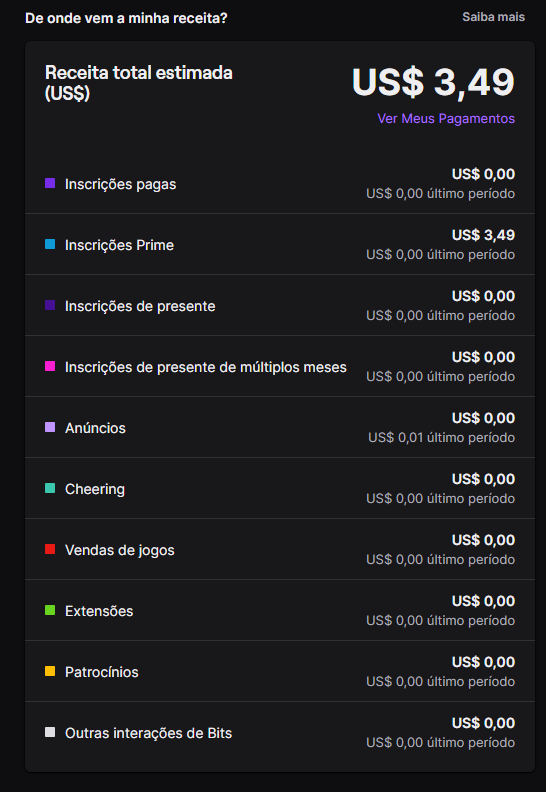 De onde vem a minha receita?
Saiba mais
Receita total estimada
(US$)
US$ 3,49
Ver Meus Pagamentos
Inscrições pagas
US$ 0,00
US$ 0,00 último período
Inscrições Prime
US$ 3,49
US$ 0,00 último período
Inscrições de presente
US$ 0,00
US$ 0,00 último período
Inscrições de presente de múltiplos meses
US$ 0,00
US$ 0,00 último período
Anúncios
US$ 0,00
US$ 0,01 último período
Cheering
US$ 0,00
US$ 0,00 último período
Vendas de jogos
US$ 0,00
US$ 0,00 último período
Extensões
US$ 0,00
US$ 0,00 último período
Patrocínios
US$ 0,00
US$ 0,00 último período
Outras interações de Bits
US$ 0,00
US$ 0,00 último período